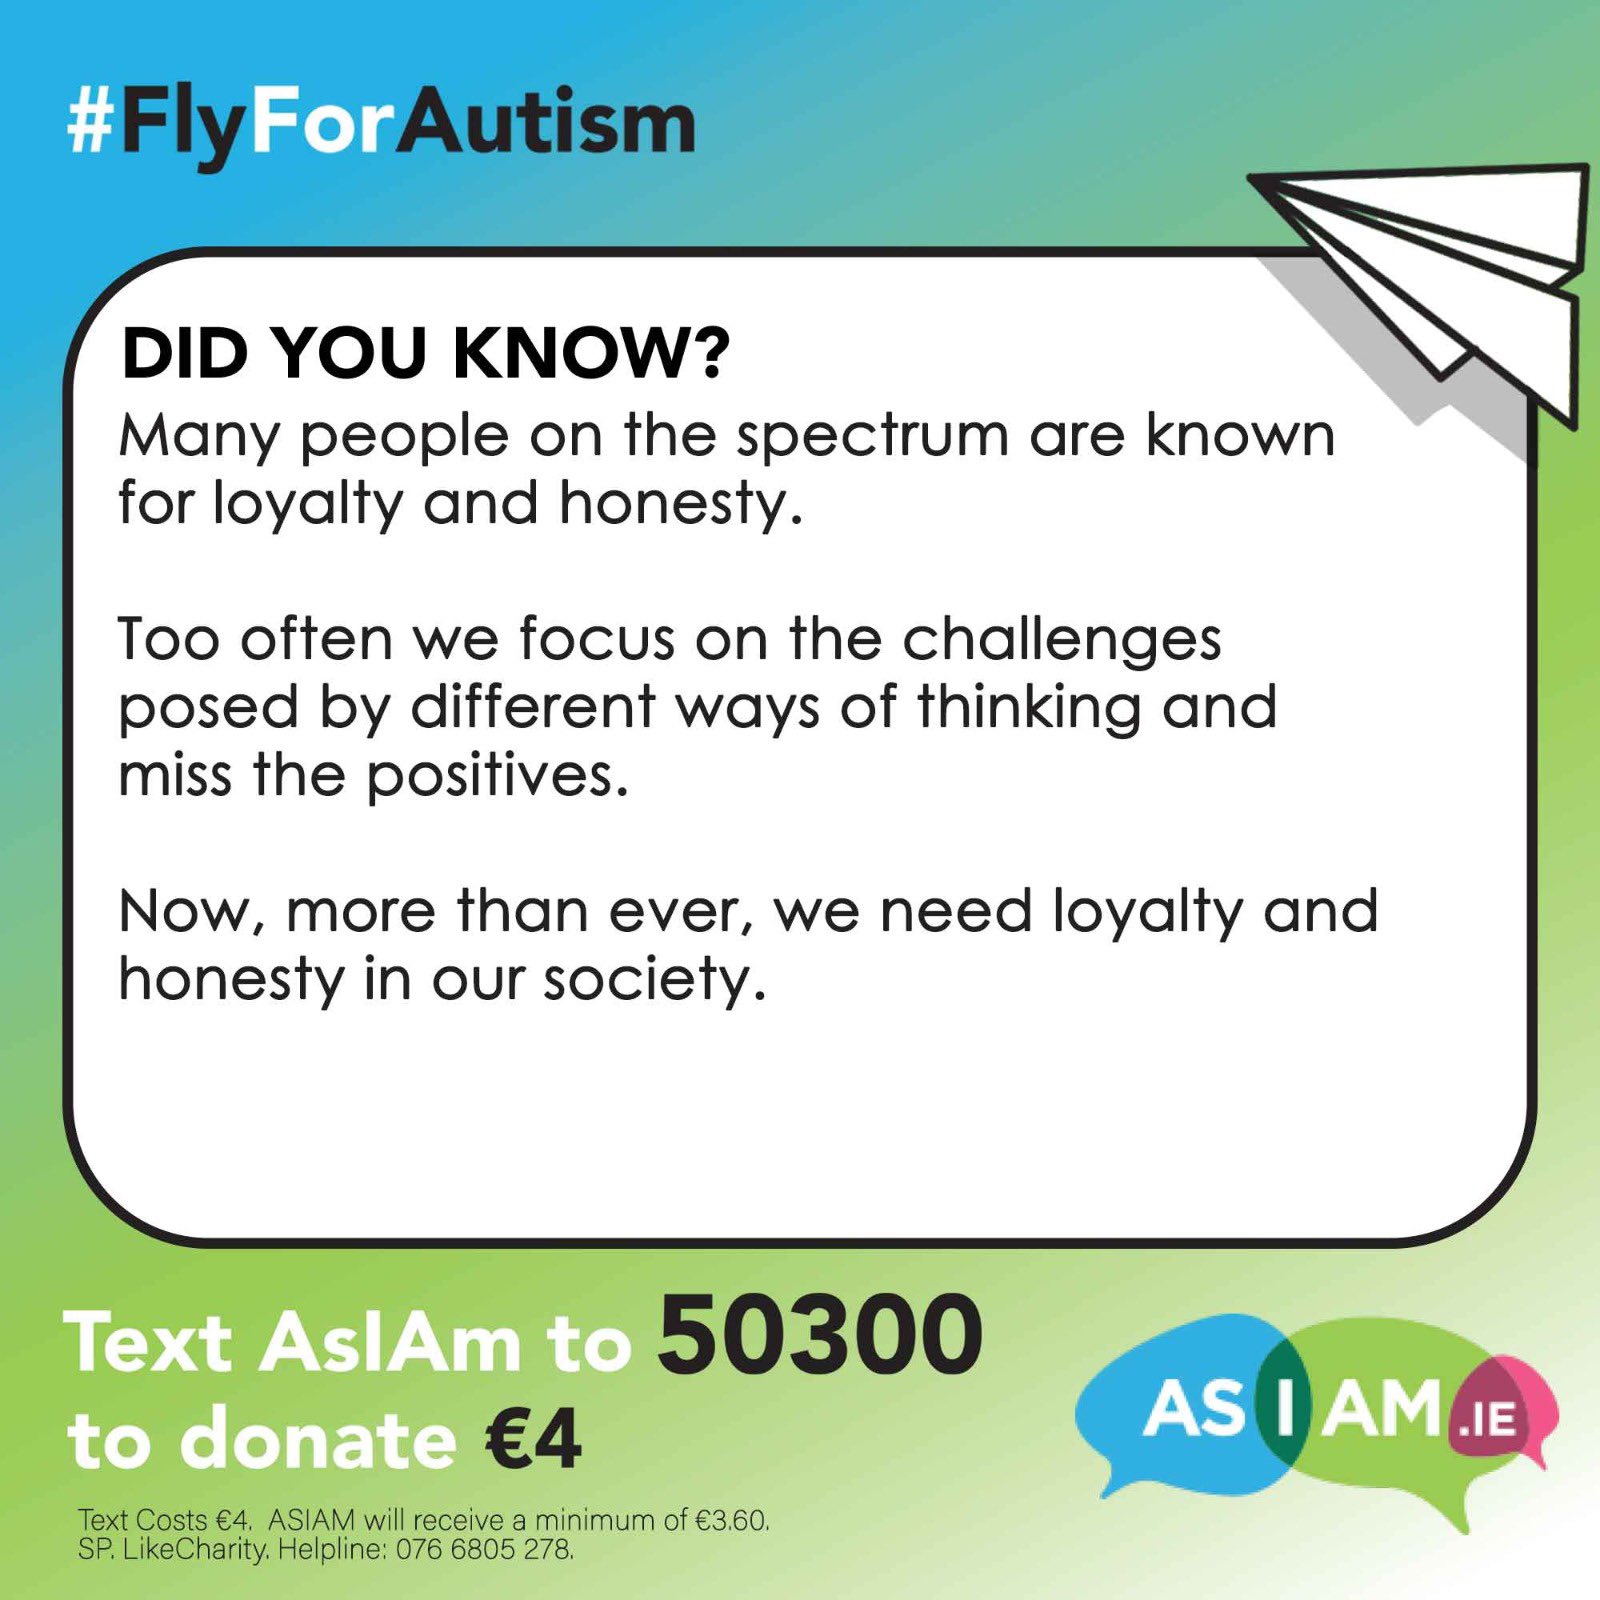 #FlyForAutism
DID YOU KNOW?
Many people on the spectrum are known
for loyalty and honesty.
Too often we focus on the challenges
posed by different ways of thinking and
miss the positives.
Now, more than ever, we need loyalty and
honesty in our society.
Text AsIAm to 50300
to donate €4
Text Costs €4. ASIAM will receive a minimum of €3.60.
SP. LikeCharity. Helpline: 076 6805 278.
AS I AM .IE